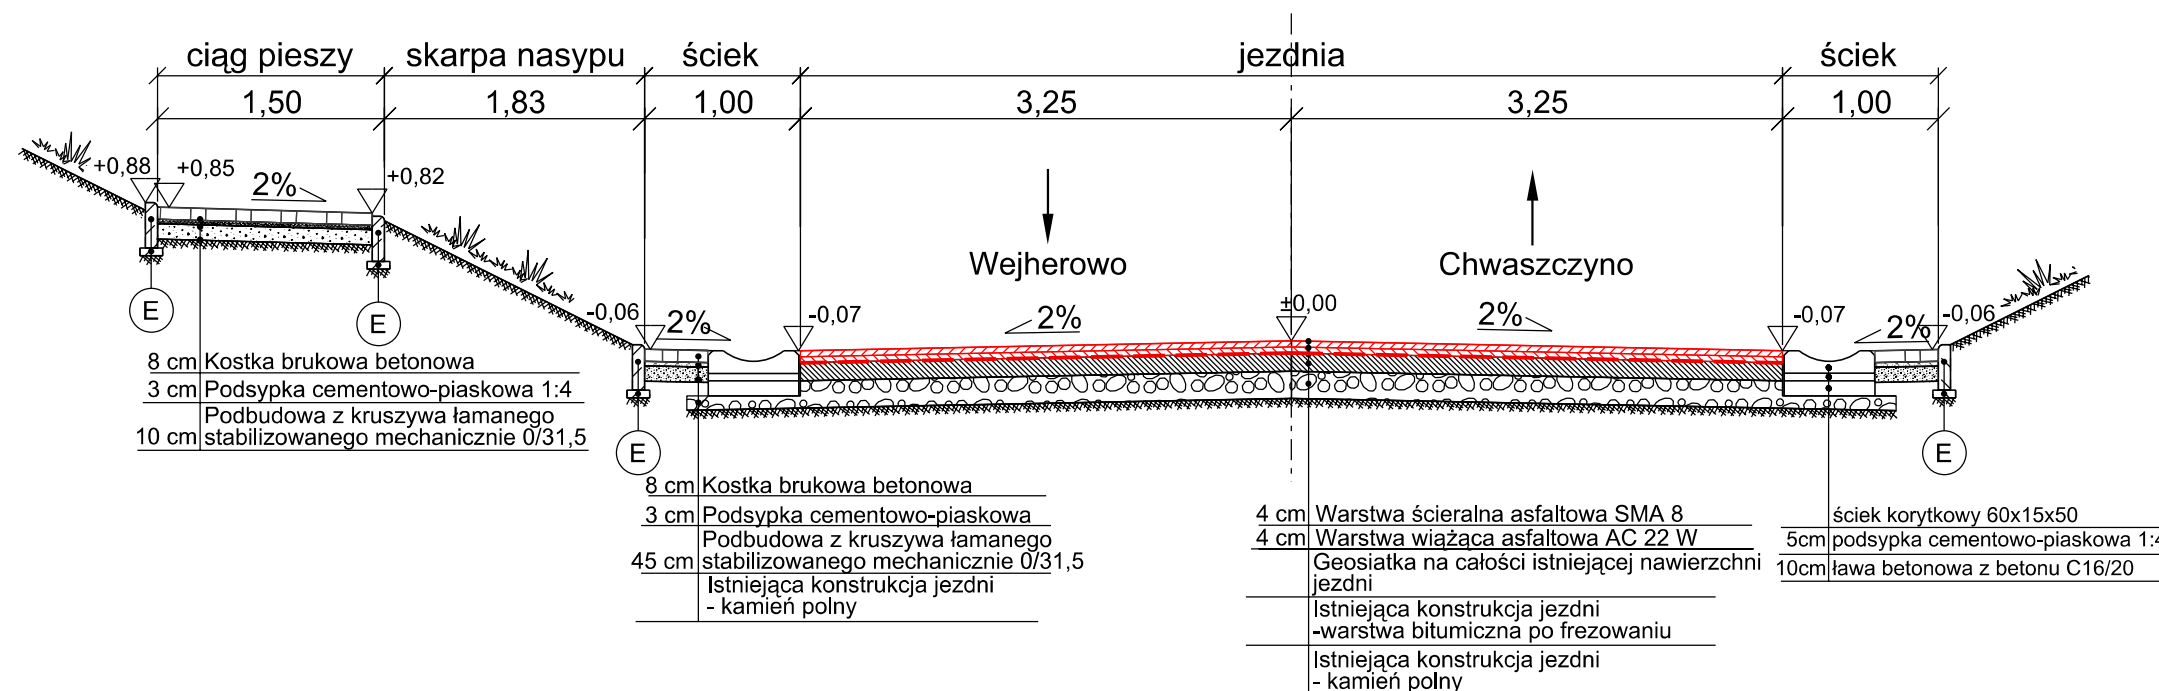 ciąg pieszy skarpa nasypu ściek jezdnia ściek
1,50 1,83 1,00 3,25 3,25 1,00
+0,88 +0,85 2% +0,82
Wejherowo Chwaszczyno
-0,06 2% -0,07 2% ±0,00 2% -0,07 2% -0,06
E E E E
8 cm Kostka brukowa betonowa
3 cm Podsypka cementowo-piaskowa 1:4
Podbudowa z kruszywa łamanego
10 cm stabilizowanego mechanicznie 0/31,5
8 cm Kostka brukowa betonowa
3 cm Podsypka cementowo-piaskowa
Podbudowa z kruszywa łamanego
45 cm stabilizowanego mechanicznie 0/31,5
Istniejąca konstrukcja jezdni
- kamień polny
4 cm Warstwa ścieralna asfaltowa SMA 8
4 cm Warstwa wiążąca asfaltowa AC 22 W
Geosiatka na całości istniejącej nawierzchni
jezdni
Istniejąca konstrukcja jezdni
-warstwa bitumiczna po frezowaniu
Istniejąca konstrukcja jezdni
- kamień polny
ściek korytkowy 60x15x50
5cm podsypka cementowo-piaskowa 1:4
10cm ława betonowa z betonu C16/20